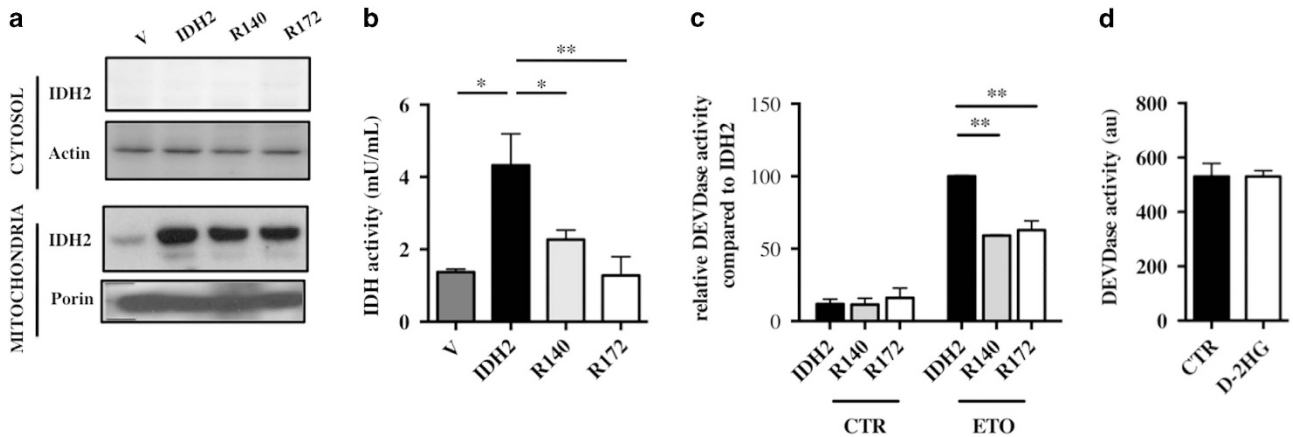 a
V IDH2 R140 R172
CYTOSOL
IDH2
Actin
MITOCHONDRIA
IDH2
Porin
b
IDH activity (mU/mL)
8
6
4
2
0
* * **
V IDH2 R140 R172
c
relative DEVDase activity
compared to IDH2
150
100
50
0
**
**
IDH2 R140 R172 IDH2 R140 R172
CTR ETO
d
DEVDase activity (au)
800
600
400
200
0
CTR D-2HG